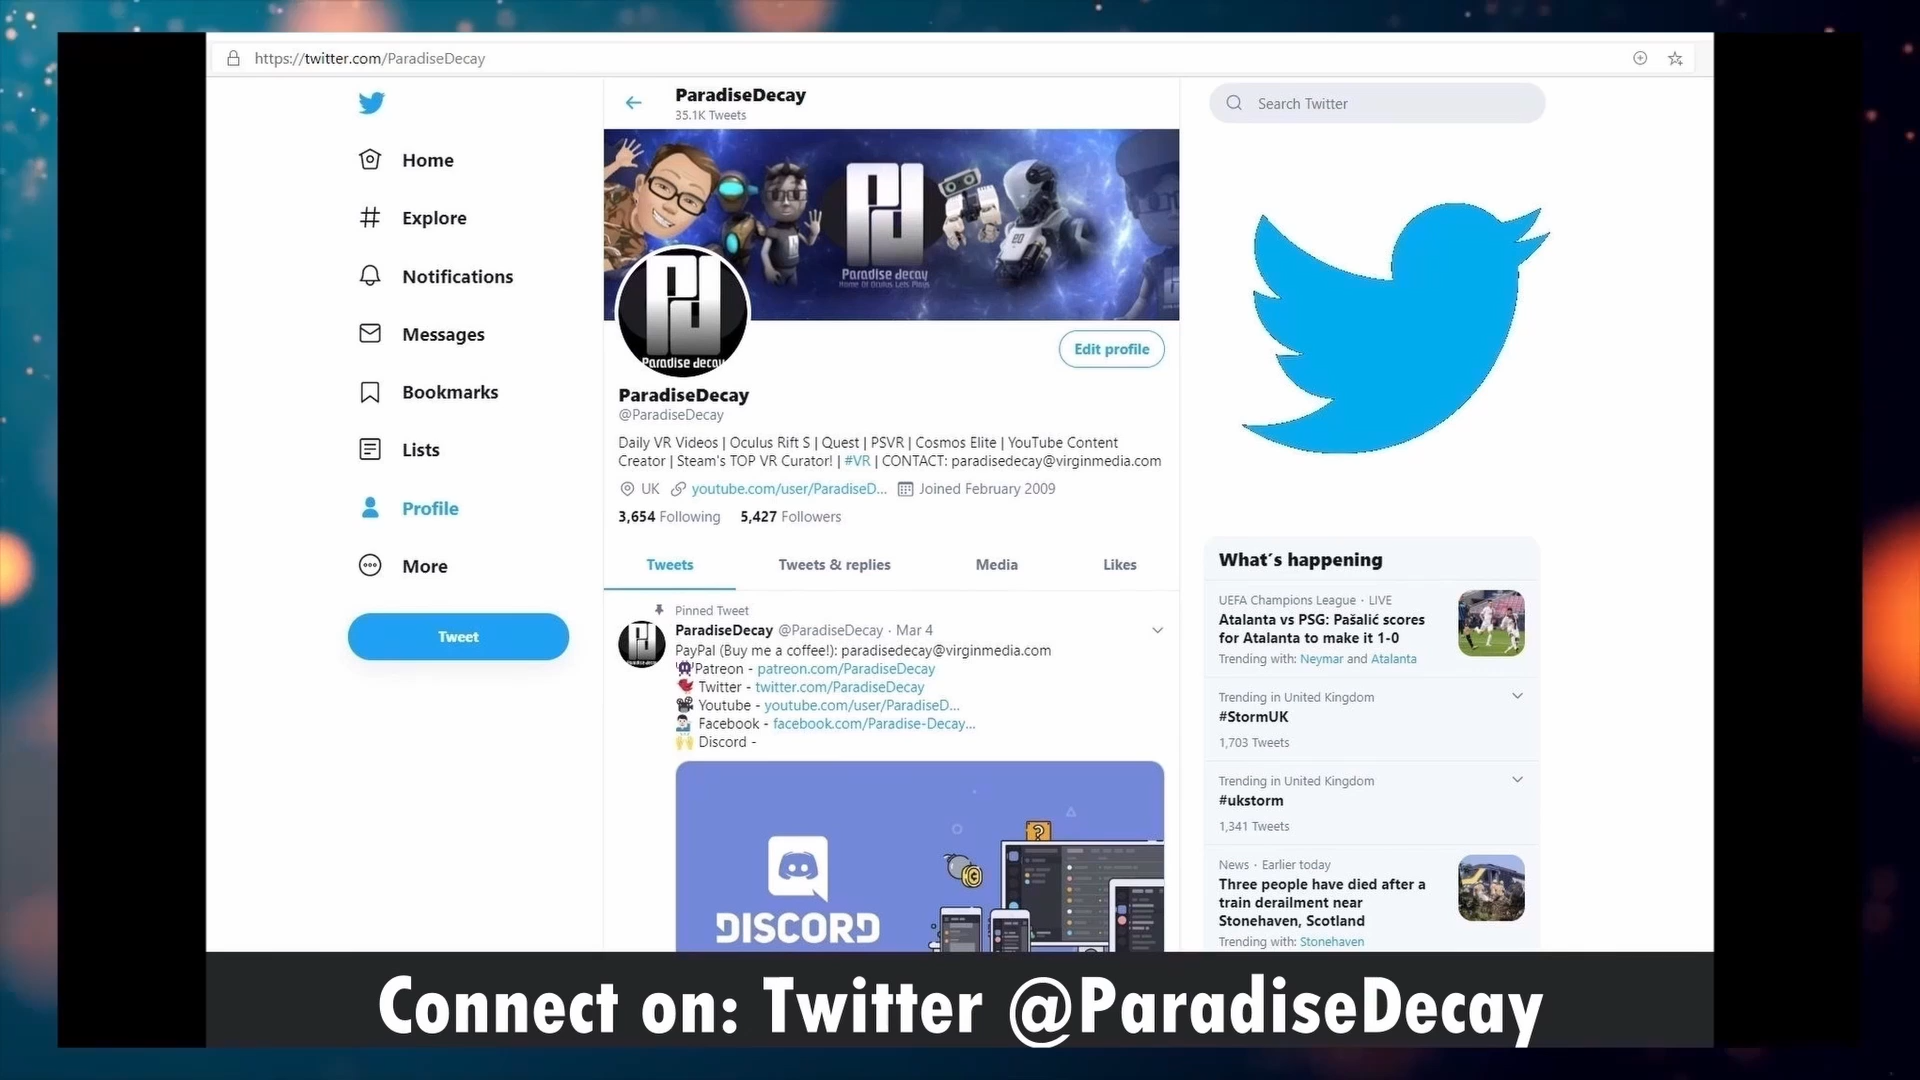 https://twitter.com/ParadiseDecay
Home
Explore
Notifications
Messages
Bookmarks
Lists
Profile
More
Tweet
ParadiseDecay
35.1K Tweets
Paradise decay
Home Of Oculus Lets Plays
Paradise decay
Edit profile
ParadiseDecay
@ParadiseDecay
Daily VR Videos | Oculus Rift S | Quest | PSVR | Cosmos Elite | YouTube Content
Creator | Steam's TOP VR Curator! | #VR | CONTACT: paradisedecay@virginmedia.com
UK youtube.com/user/ParadiseD... Joined February 2009
3,654 Following 5,427 Followers
Tweets Tweets & replies Media Likes
Pinned Tweet
ParadiseDecay @ParadiseDecay · Mar 4
PayPal (Buy me a coffee!): paradisedecay@virginmedia.com
Patreon - patreon.com/ParadiseDecay
Twitter - twitter.com/ParadiseDecay
Youtube - youtube.com/user/ParadiseD...
Facebook - facebook.com/Paradise-Decay...
Discord -
DISCORD
Search Twitter
What´s happening
UEFA Champions League · LIVE
Atalanta vs PSG: Pašalić scores
for Atalanta to make it 1-0
Trending with: Neymar and Atalanta
Trending in United Kingdom
#StormUK
1,703 Tweets
Trending in United Kingdom
#ukstorm
1,341 Tweets
News · Earlier today
Three people have died after a
train derailment near
Stonehaven, Scotland
Trending with: Stonehaven
Connect on: Twitter @ParadiseDecay